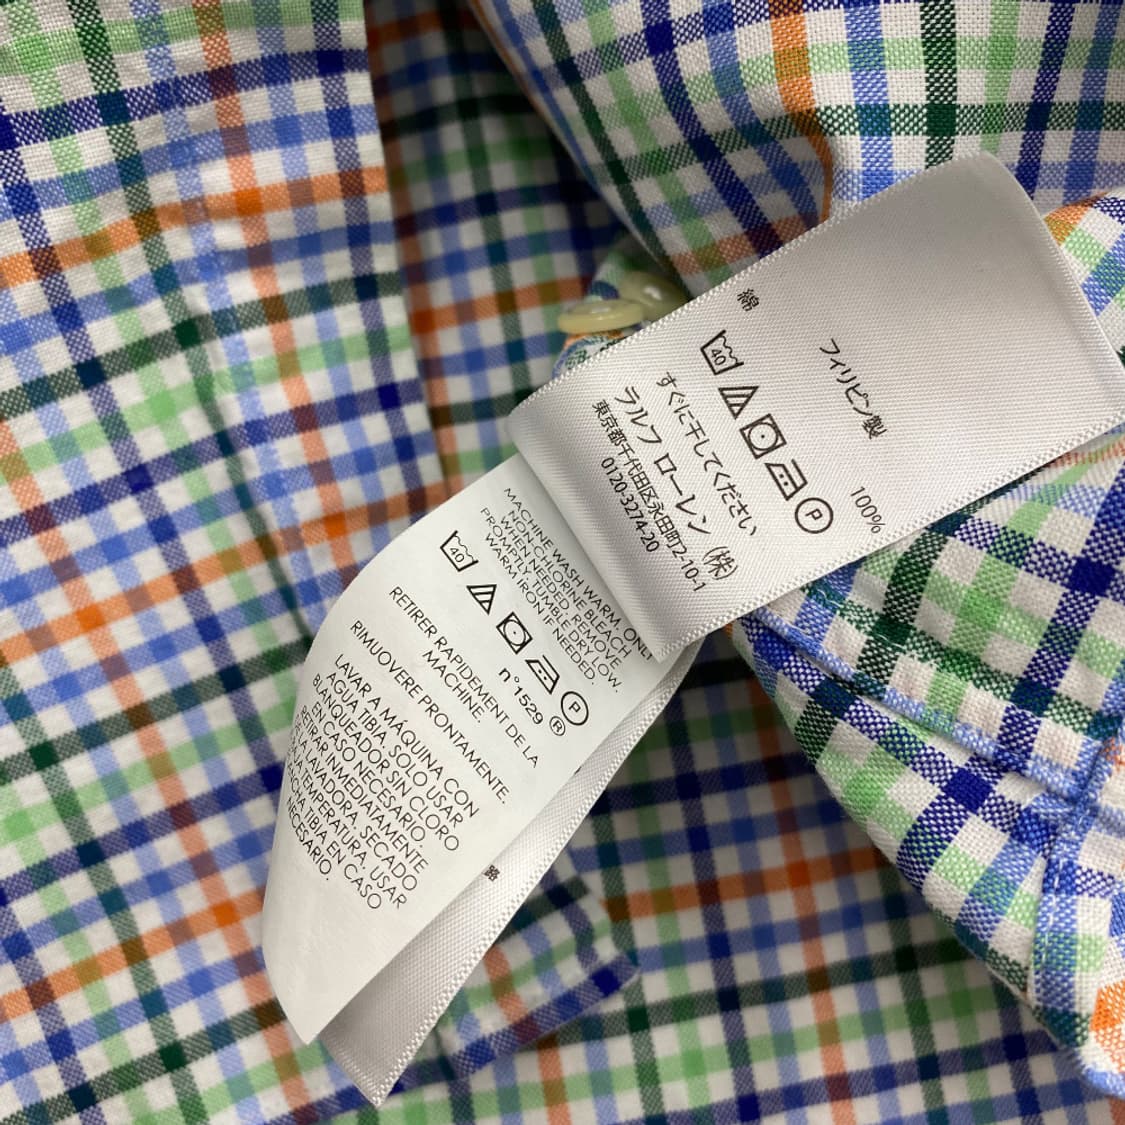 綿
100%
フィリピン製
40
P
すぐに干してください
ラルフ ローレン (株)
東京都千代田区永田町2-10-1
0120-3274-20
MACHINE WASH WARM. ONLY
NON-CHLORINE BLEACH
WHEN NEEDED. REMOVE
PROMPTLY. TUMBLE DRY LOW.
WARM IRON IF NEEDED.
40
P
n°1529 ®
RETIRER RAPIDEMENT DE LA
MACHINE.
RIMUOVERE PRONTAMENTE.
LAVAR A MÁQUINA CON
AGUA TIBIA. SOLO USAR
BLANQUEADOR SIN CLORO
EN CASO NECESARIO.
RETIRAR INMEDIATAMENTE
DE LA LAVADORA. SECADO
BAJA TEMPERATURA. USAR
PLANCHA TIBIA EN CASO
NECESARIO.